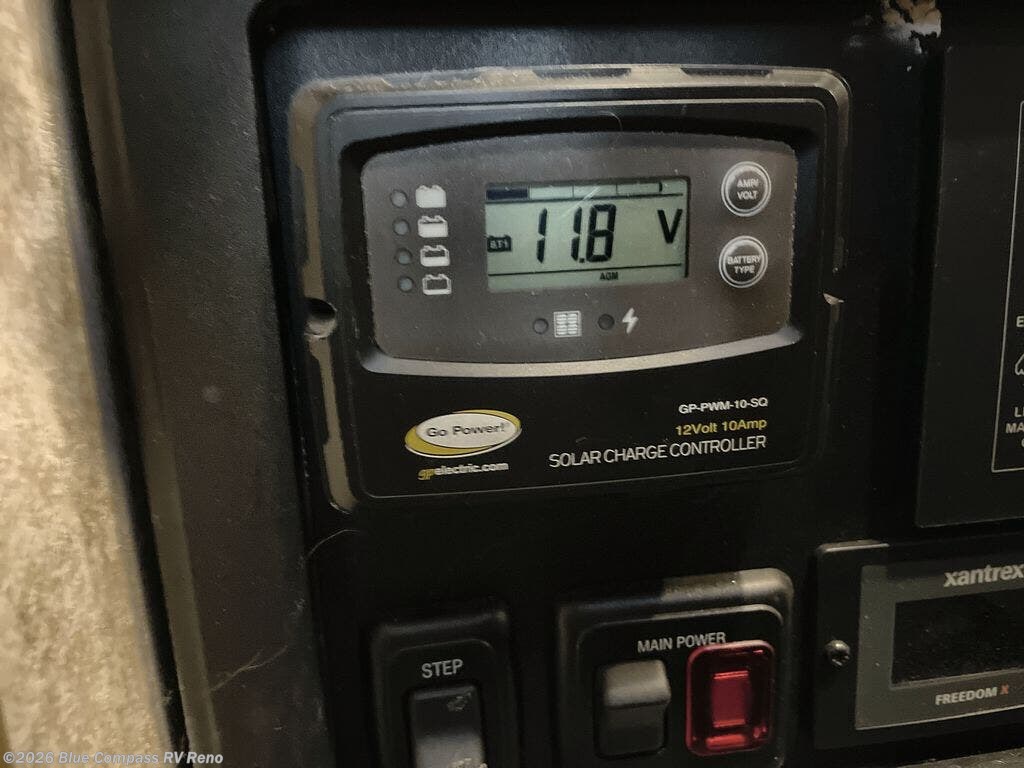 AMP/
VOLT
BAT1
11.8 V
BATTERY
TYPE
AGM
GP-PWM-10-SQ
Go Power!®
12Volt 10Amp
gpelectric.com
SOLAR CHARGE CONTROLLER
xantrex
STEP
MAIN POWER
FREEDOM X
©2026 Blue Compass RV Reno